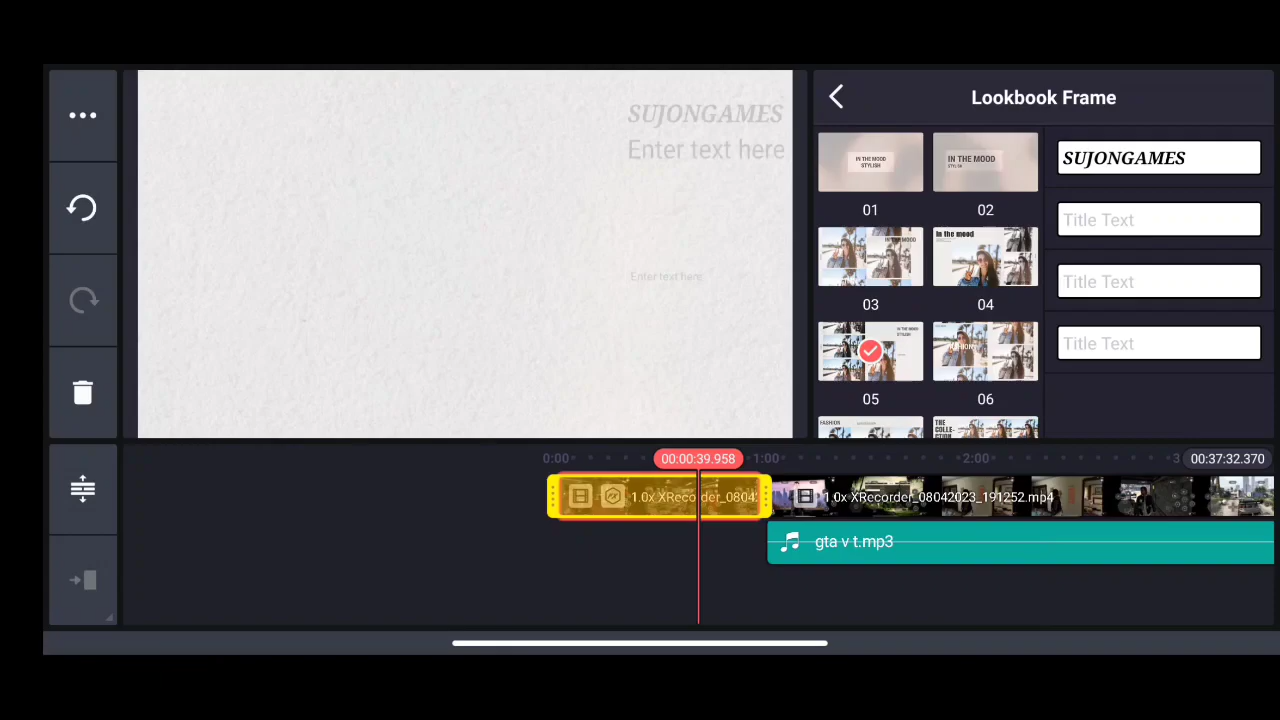 SUJONGAMES
Enter text here
Enter text here
Lookbook Frame
IN THE MOOD
STYLISH
01
IN THE MOOD
02
IN THE MOOD
03
In the mood
04
IN THE MOOD
STYLISH
05
FASHION
06
FASHION
THE
COLLE-
CTION
SUJONGAMES
Title Text
Title Text
Title Text
0:00
00:00:39.958
1:00
2:00
3
00:37:32.370
1.0x XRecorder_0804
1.0x XRecorder_08042023_191252.mp4
gta v t.mp3